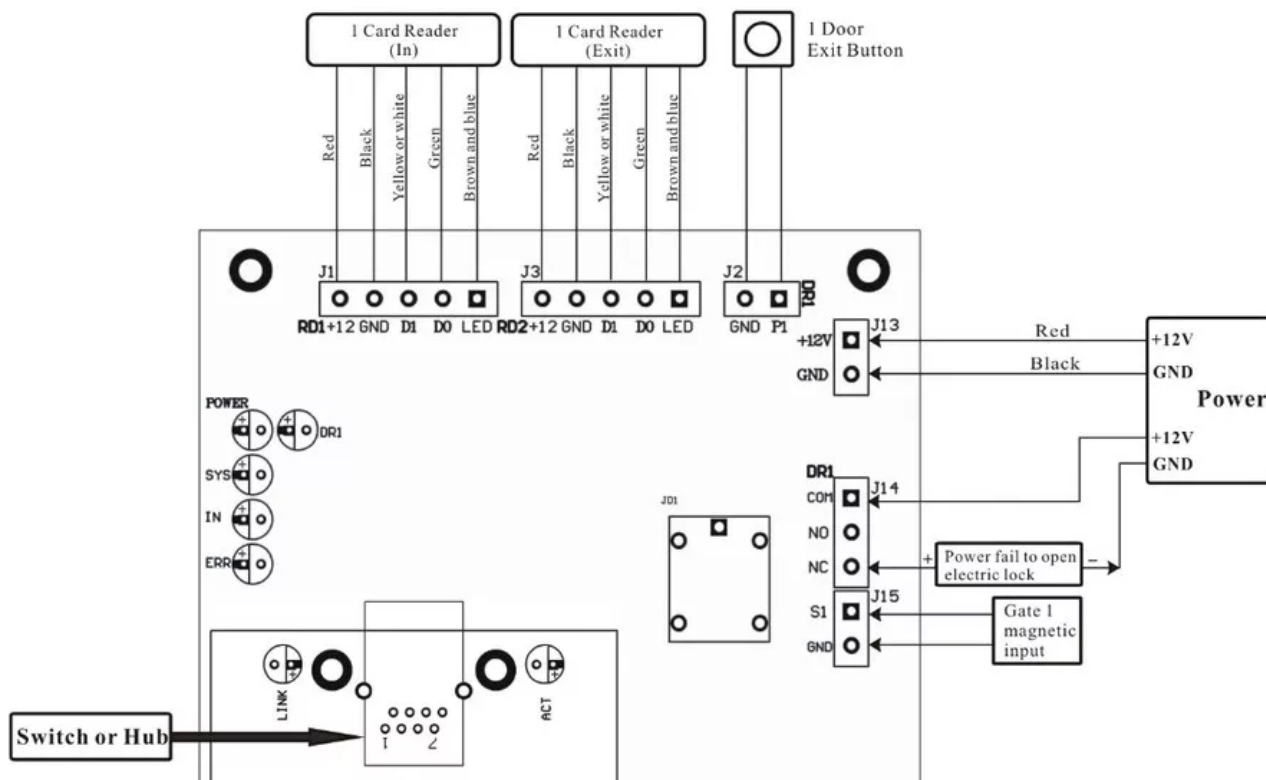 1 Card Reader
(In)
1 Card Reader
(Exit)
1 Door
Exit Button
Red
Black
Yellow or white
Green
Brown and blue
Red
Black
Yellow or white
Green
Brown and blue
J1
J3
J2
DR1
RD1 +12 GND D1 D0 LED
RD2 +12 GND D1 D0 LED
GND P1
J13
+12V
GND
Red
Black
+12V
GND
Power
+12V
GND
POWER
DR1
SYS
IN
ERR
JD1
DR1
J14
COM
NO
NC
+ Power fail to open
electric lock
−
J15
S1
GND
Gate 1
magnetic
input
LINK
ACT
1 7
Switch or Hub